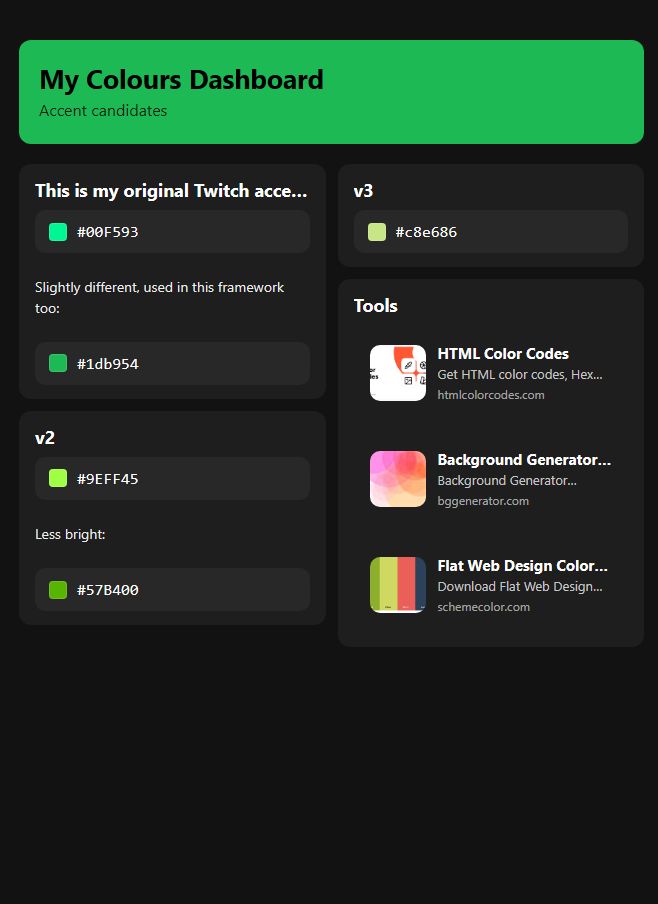 My Colours Dashboard
Accent candidates
This is my original Twitch acce...
#00F593
Slightly different, used in this framework
too:
#1db954
v2
#9EFF45
Less bright:
#57B400
v3
#c8e686
Tools
HTML Color Codes
Get HTML color codes, Hex...
htmlcolorcodes.com
Background Generator...
Background Generator...
bggenerator.com
Flat Web Design Color...
Download Flat Web Design...
schemecolor.com